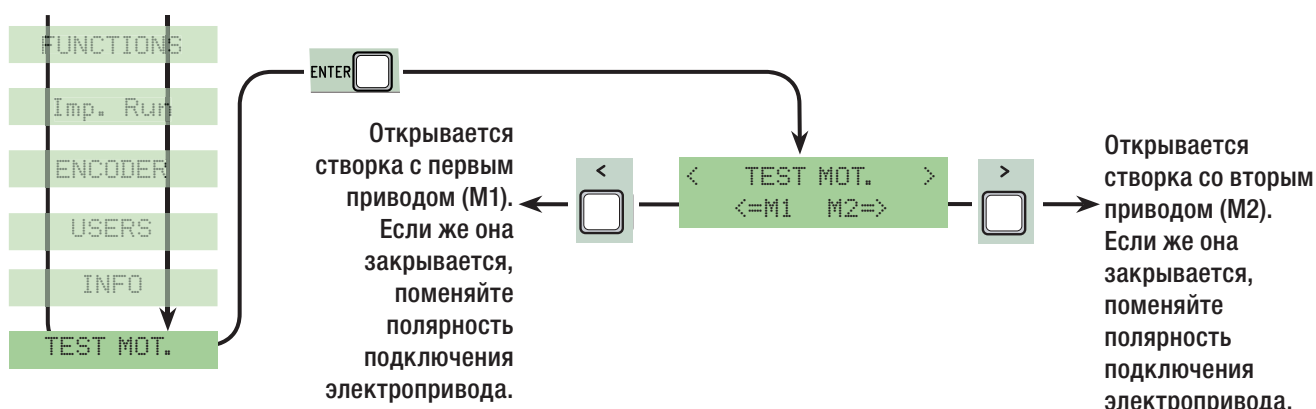 FUNCTIONS
Imp. Run
ENCODER
USERS
INFO
TEST MOT.
ENTER
Открывается
створка с первым
приводом (M1).
Если же она
закрывается,
поменяйте
полярность
подключения
электропривода.
<
< TEST MOT. >
<=M1 M2=>
>
Открывается
створка со вторым
приводом (M2).
Если же она
закрывается,
поменяйте
полярность
подключения
электропривода.